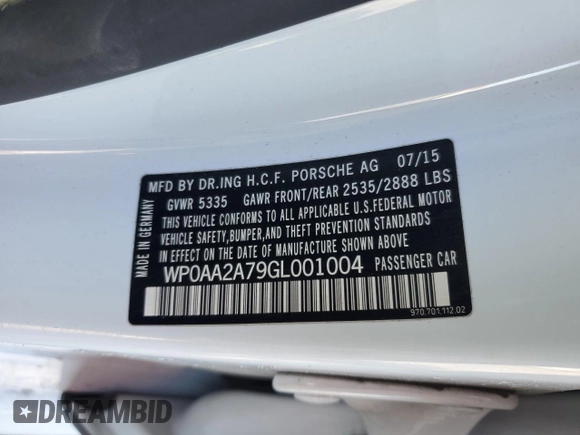 MFD BY DR.ING H.C.F. PORSCHE AG 07/15
GVWR 5335 GAWR FRONT/REAR 2535/2888 LBS
THIS VEHICLE CONFORMS TO ALL APPLICABLE U.S.FEDERAL MOTOR
VEHICLE SAFETY,BUMPER,AND THEFT PREVENTION STANDARDS
IN EFFECT ON THE DATE OF MANUFACTURE SHOWN ABOVE.
WP0AA2A79GL001004 PASSENGER CAR
MADE IN GERMANY
970.701.112.02
DREAMBID